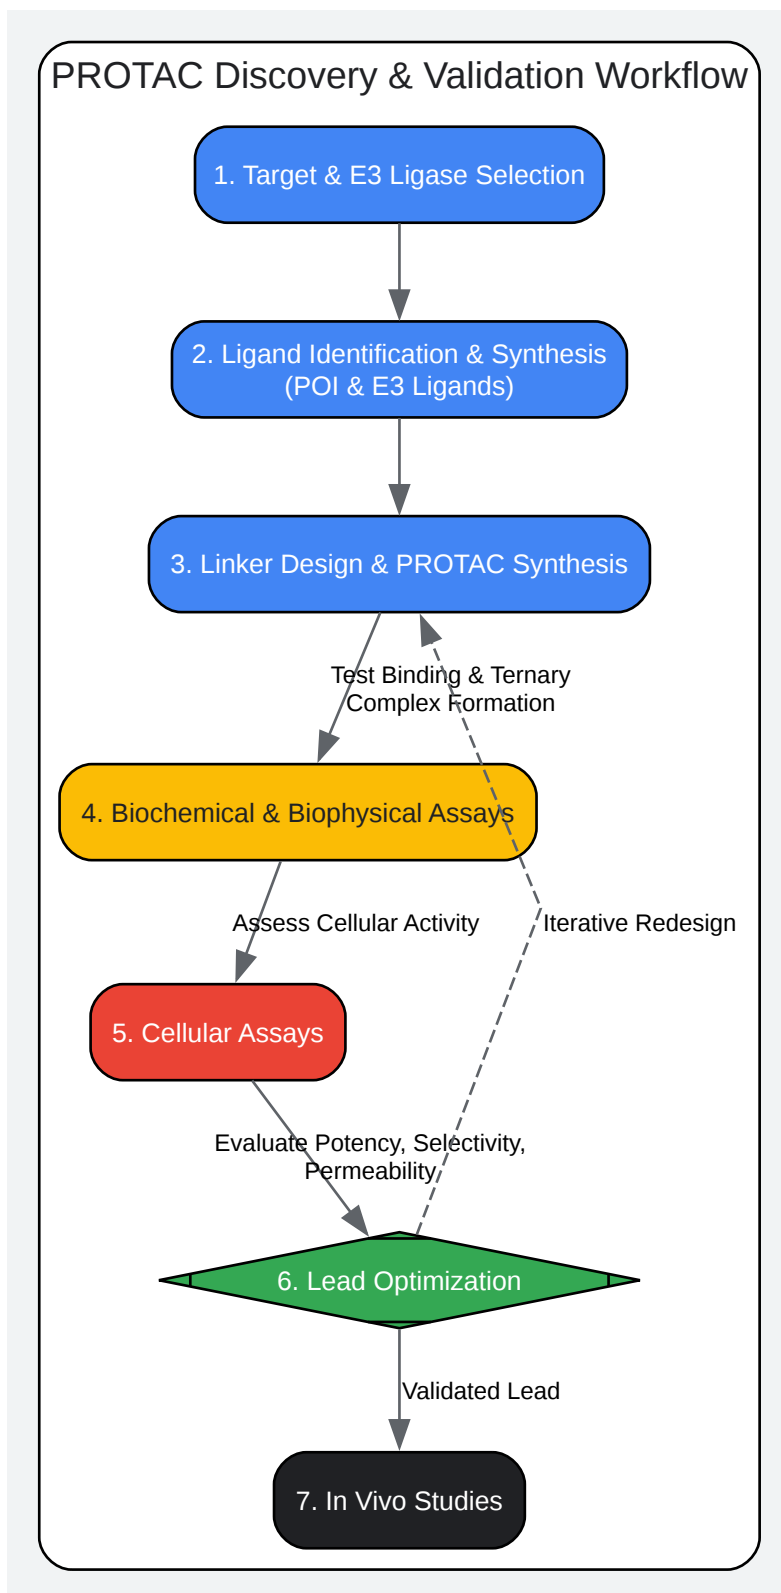 PROTAC Discovery & Validation Workflow
1. Target & E3 Ligase Selection
2. Ligand Identification & Synthesis
(POI & E3 Ligands)
3. Linker Design & PROTAC Synthesis
Test Binding & Ternary
Complex Formation
4. Biochemical & Biophysical Assays
Assess Cellular Activity
Iterative Redesign
5. Cellular Assays
Evaluate Potency, Selectivity,
Permeability
6. Lead Optimization
Validated Lead
7. In Vivo Studies